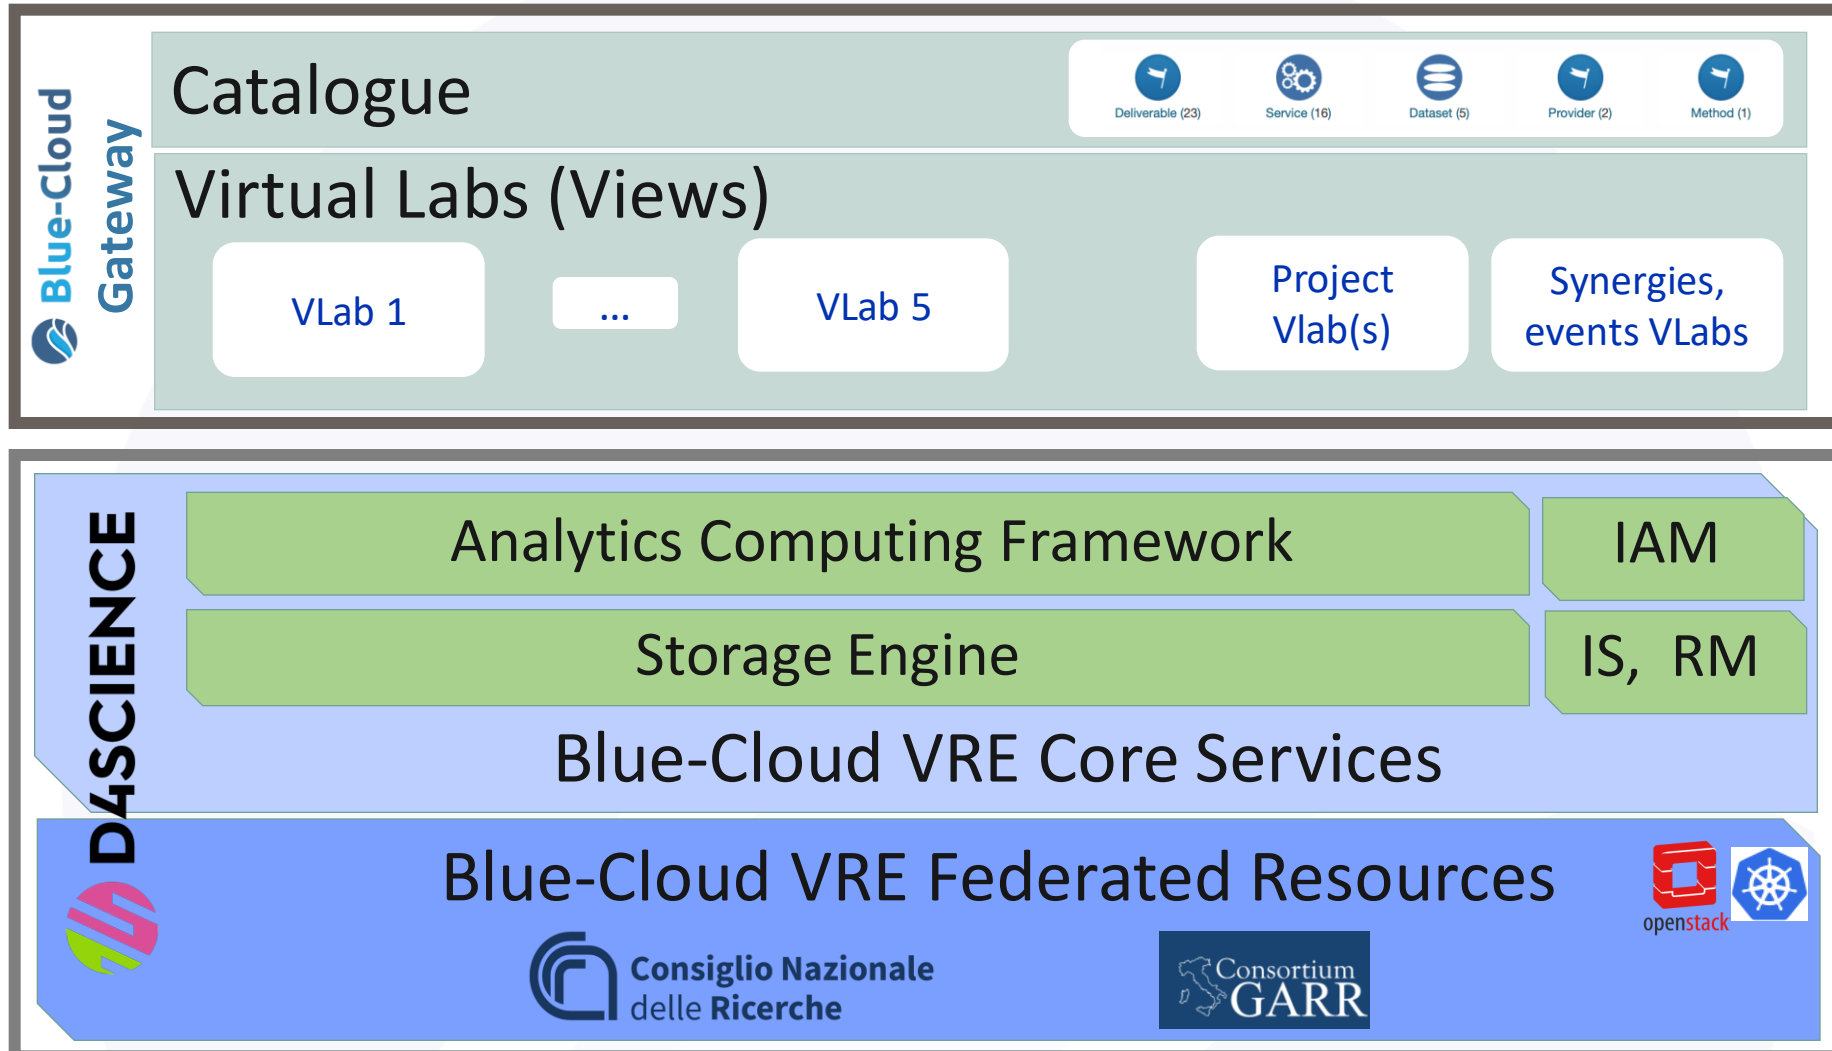 Blue-Cloud
Gateway
Catalogue
Deliverable (23)
Service (16)
Dataset (5)
Provider (2)
Method (1)
Virtual Labs (Views)
VLab 1
...
VLab 5
Project
Vlab(s)
Synergies,
events VLabs
D4SCIENCE
Analytics Computing Framework
IAM
Storage Engine
IS, RM
Blue-Cloud VRE Core Services
Blue-Cloud VRE Federated Resources
openstack
Consiglio Nazionale
delle Ricerche
Consortium
GARR